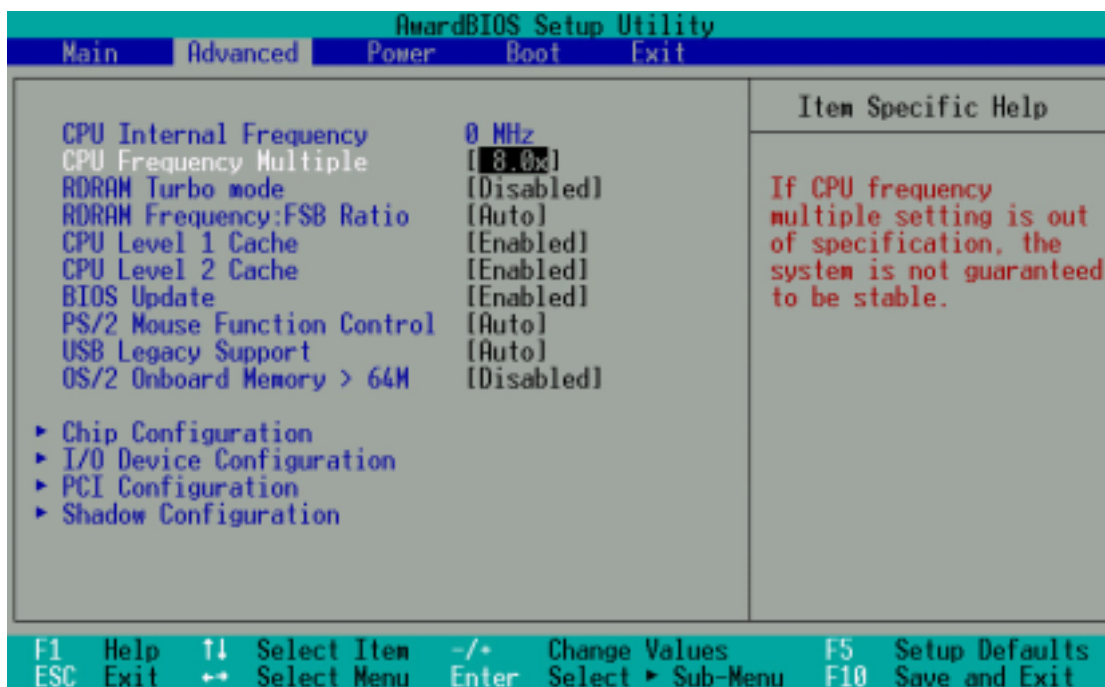 AwardBIOS Setup Utility
Main Advanced Power Boot Exit
CPU Internal Frequency 0 MHz
CPU Frequency Multiple [ 8.0x]
RDRAM Turbo mode [Disabled]
RDRAM Frequency:FSB Ratio [Auto]
CPU Level 1 Cache [Enabled]
CPU Level 2 Cache [Enabled]
BIOS Update [Enabled]
PS/2 Mouse Function Control [Auto]
USB Legacy Support [Auto]
OS/2 Onboard Memory > 64M [Disabled]
▶ Chip Configuration
▶ I/O Device Configuration
▶ PCI Configuration
▶ Shadow Configuration
Item Specific Help
If CPU frequency
multiple setting is out
of specification, the
system is not guaranteed
to be stable.
F1 Help ↑↓ Select Item -/+ Change Values F5 Setup Defaults
ESC Exit ←→ Select Menu Enter Select ▶ Sub-Menu F10 Save and Exit